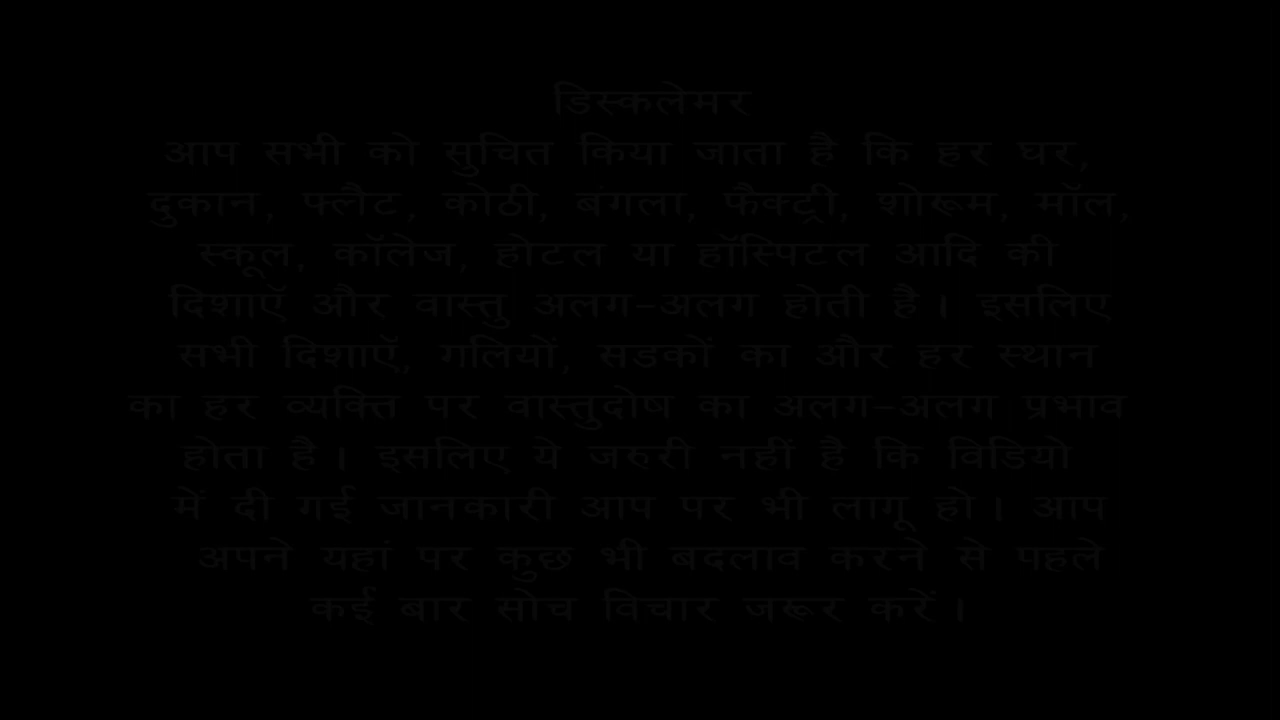 डिस्कलेमर
आप सभी को सुचित किया जाता है कि हर घर,
दुकान, फ्लैट, कोठी, बंगला, फैक्ट्री, शोरूम, मॉल,
स्कूल, कॉलेज, होटल या हॉस्पिटल आदि की
दिशाऍ और वास्तु अलग-अलग होती है। इसलिए
सभी दिशाऍ, गलियों, सडकों का और हर स्थान
का हर व्यक्ति पर वास्तुदोष का अलग-अलग प्रभाव
होता है। इसलिए ये जरुरी नहीं है कि विडियो
में दी गई जानकारी आप पर भी लागू हो। आप
अपने यहां पर कुछ भी बदलाव करने से पहले
कई बार सोच विचार जरूर करें।